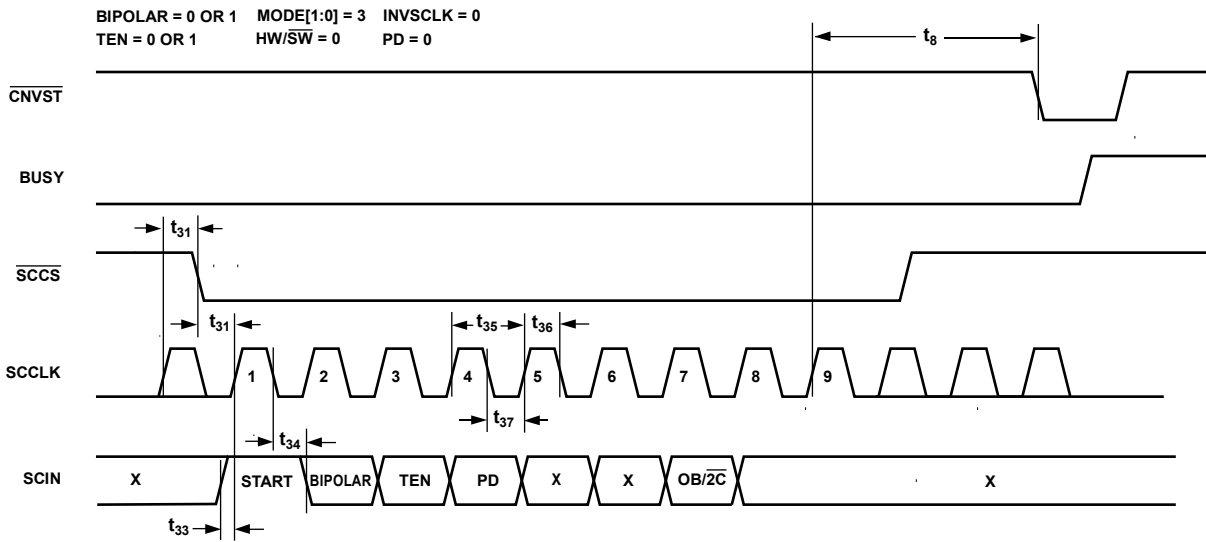 BIPOLAR = 0 OR 1 MODE[1:0] = 3 INVSCLK = 0
TEN = 0 OR 1 HW/SW = 0 PD = 0
t8
CNVST
BUSY
t31
SCCS
t31
t35 t36
SCCLK
1 2 3 4 5 6 7 8 9
t37
t34
SCIN
X START BIPOLAR TEN PD X X OB/2C X
t33